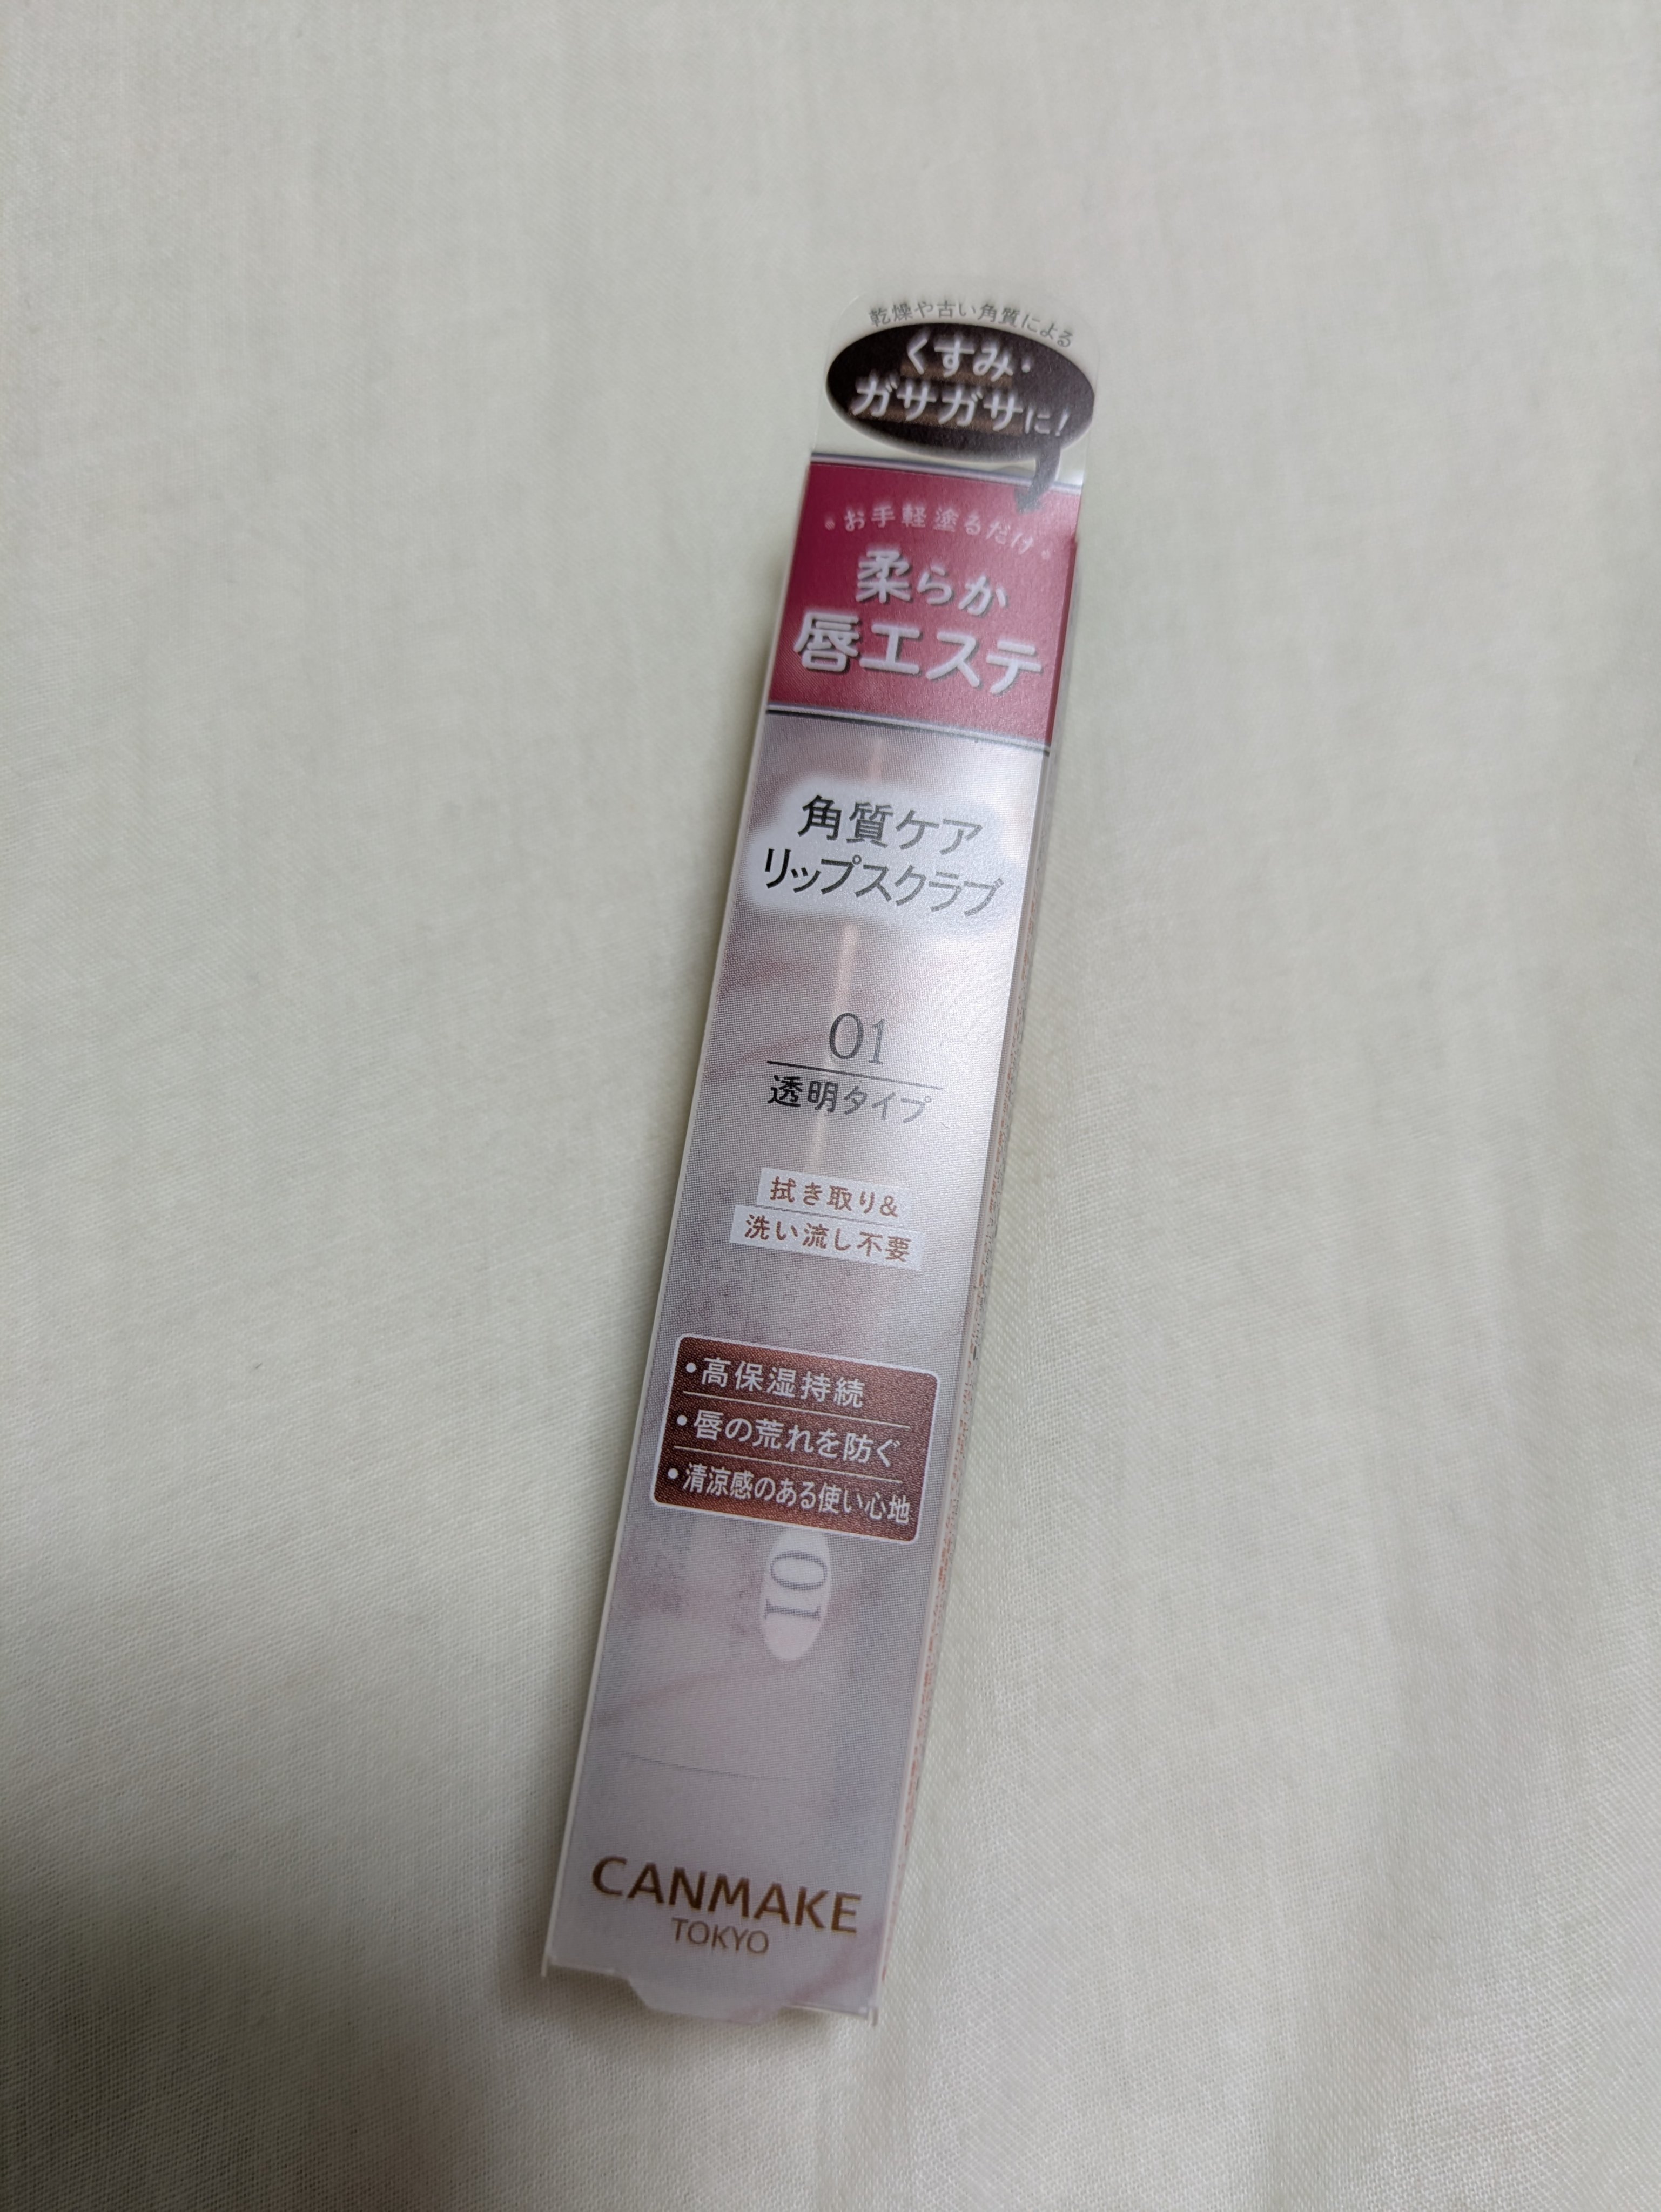 乾燥や古い角質による
くすみ・
ガサガサに!
お手軽塗るだけ
柔らか
唇エステ
角質ケア
リップスクラブ
01
透明タイプ
拭き取り&
洗い流し不要
•高保湿持続
•唇の荒れを防ぐ
•清涼感のある使い心地
01
CANMAKE
TOKYO